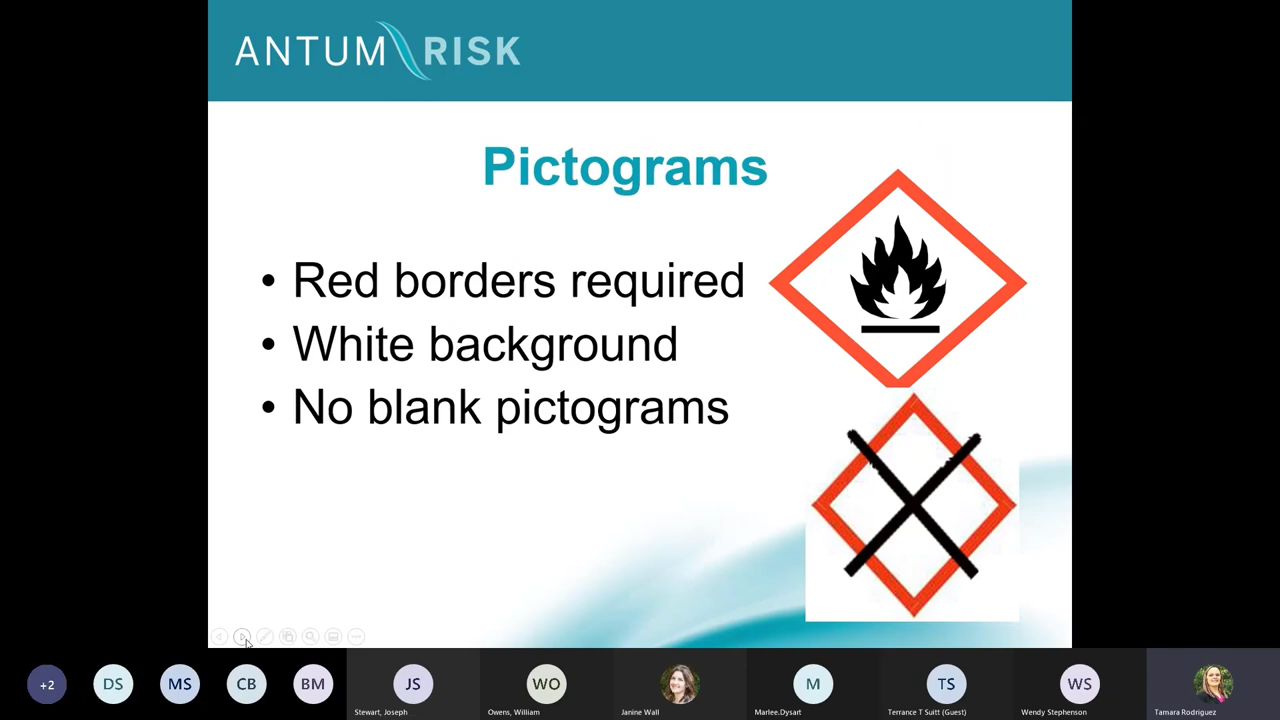 ANTUM RISK
Pictograms
• Red borders required
• White background
• No blank pictograms
+2
DS
MS
CB
BM
JS
WO
M
TS
WS
Stewart, Joseph
Owens, William
Janine Wall
Marlee.Dysart
Terrance T Suitt (Guest)
Wendy Stephenson
Tamara Rodriguez